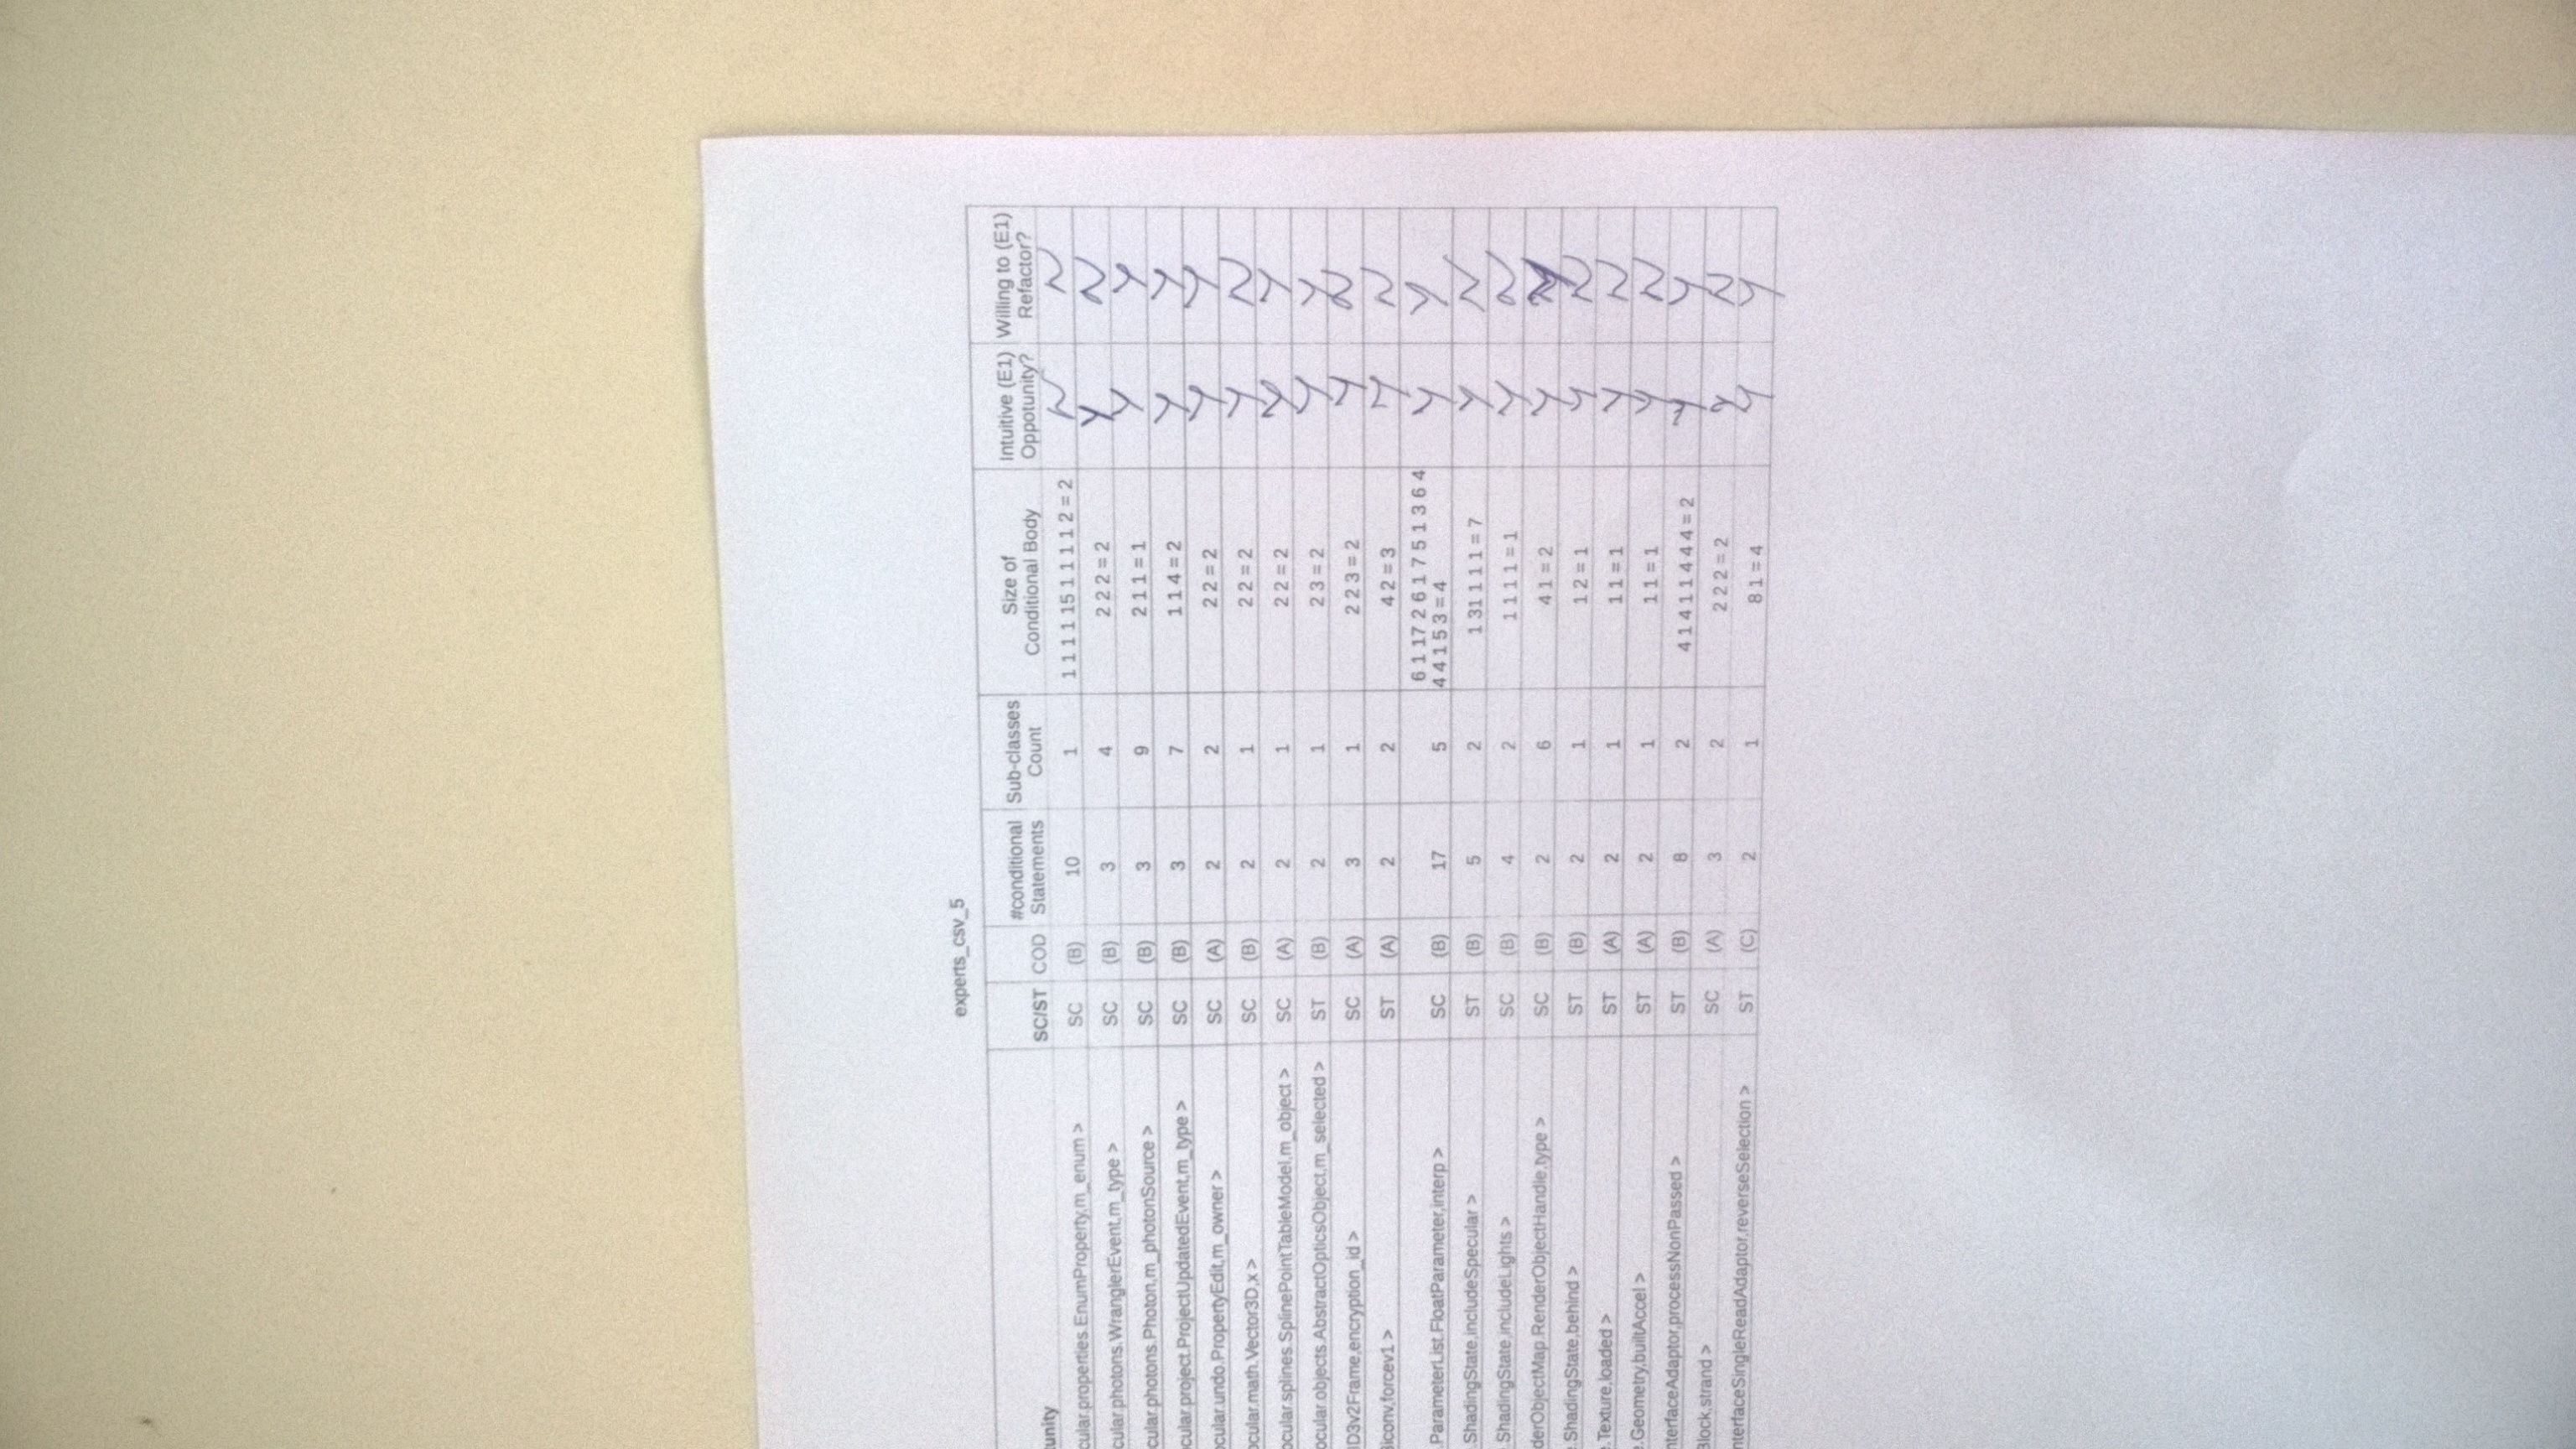 experts_csv_5
unity SC/ST COD #conditional Statements Sub-classes Count Size of Conditional Body Intuitive (E1) Oppotunity? Willing to (E1) Refactor?
cular.properties.EnumProperty,m_enum > SC (B) 10 1 1 1 1 1 15 1 1 1 1 2 = 2 N N
cular.photons.WranglerEvent,m_type > SC (B) 3 4 2 2 2 = 2 Y N
cular.photons.Photon,m_photonSource > SC (B) 3 9 2 1 1 = 1 Y Y
cular.project.ProjectUpdatedEvent,m_type > SC (B) 3 7 1 1 4 = 2 Y Y
ocular.undo.PropertyEdit,m_owner > SC (A) 2 2 2 2 = 2 Y Y
ocular.math.Vector3D,x > SC (B) 2 1 2 2 = 2 Y N
ocular.splines.SplinePointTableModel,m_object > SC (A) 2 1 2 2 = 2 Y
ocular.objects.AbstractOpticsObject,m_selected > ST (B) 2 1 2 3 = 2 Y Y
ID3v2Frame,encryption_id > SC (A) 3 1 2 2 3 = 2 Y N
Biconv,forcev1 > ST (A) 2 2 4 2 = 3 Y N
.ParameterList.FloatParameter,interp > SC (B) 17 5 6 1 17 2 6 1 7 5 1 3 6 4 4 4 1 5 3 = 4 Y Y
.ShadingState,includeSpecular > ST (B) 5 2 1 31 1 1 1 = 7 Y N
.ShadingState,includeLights > SC (B) 4 2 1 1 1 1 = 1 Y N
derObjectMap.RenderObjectHandle,type > SC (B) 2 6 4 1 = 2 Y
.ShadingState,behind > ST (B) 2 1 1 2 = 1 Y N
.Texture,loaded > ST (A) 2 1 1 1 = 1 Y N
.Geometry,builtAccel > ST (A) 2 1 1 1 = 1 Y N
nterfaceAdaptor,processNonPassed > ST (B) 8 2 4 1 4 1 1 4 4 4 = 2 Y Y
Block,strand > SC (A) 3 2 2 2 2 = 2 N
nterfaceSingleReadAdaptor,reverseSelection > ST (C) 2 1 8 1 = 4 Y Y